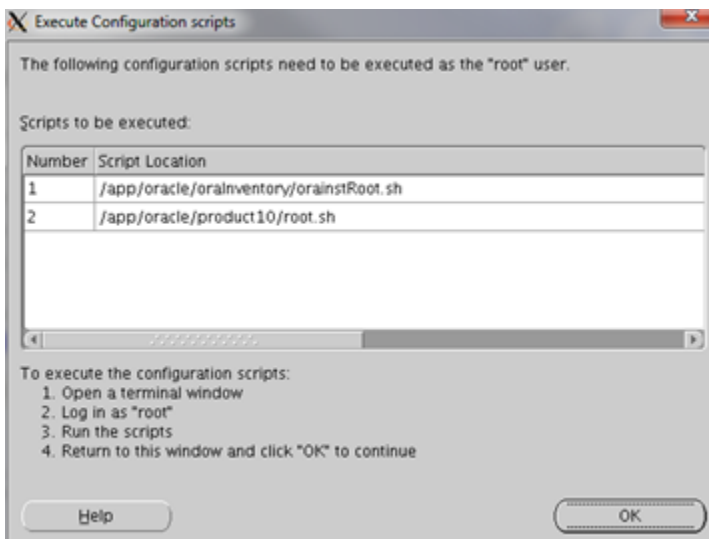 Execute Configuration scripts
The following configuration scripts need to be executed as the "root" user.
Scripts to be executed:
Number Script Location
1 /app/oracle/oraInventory/orainstRoot.sh
2 /app/oracle/product10/root.sh
To execute the configuration scripts:
1. Open a terminal window
2. Log in as "root"
3. Run the scripts
4. Return to this window and click "OK" to continue
Help OK